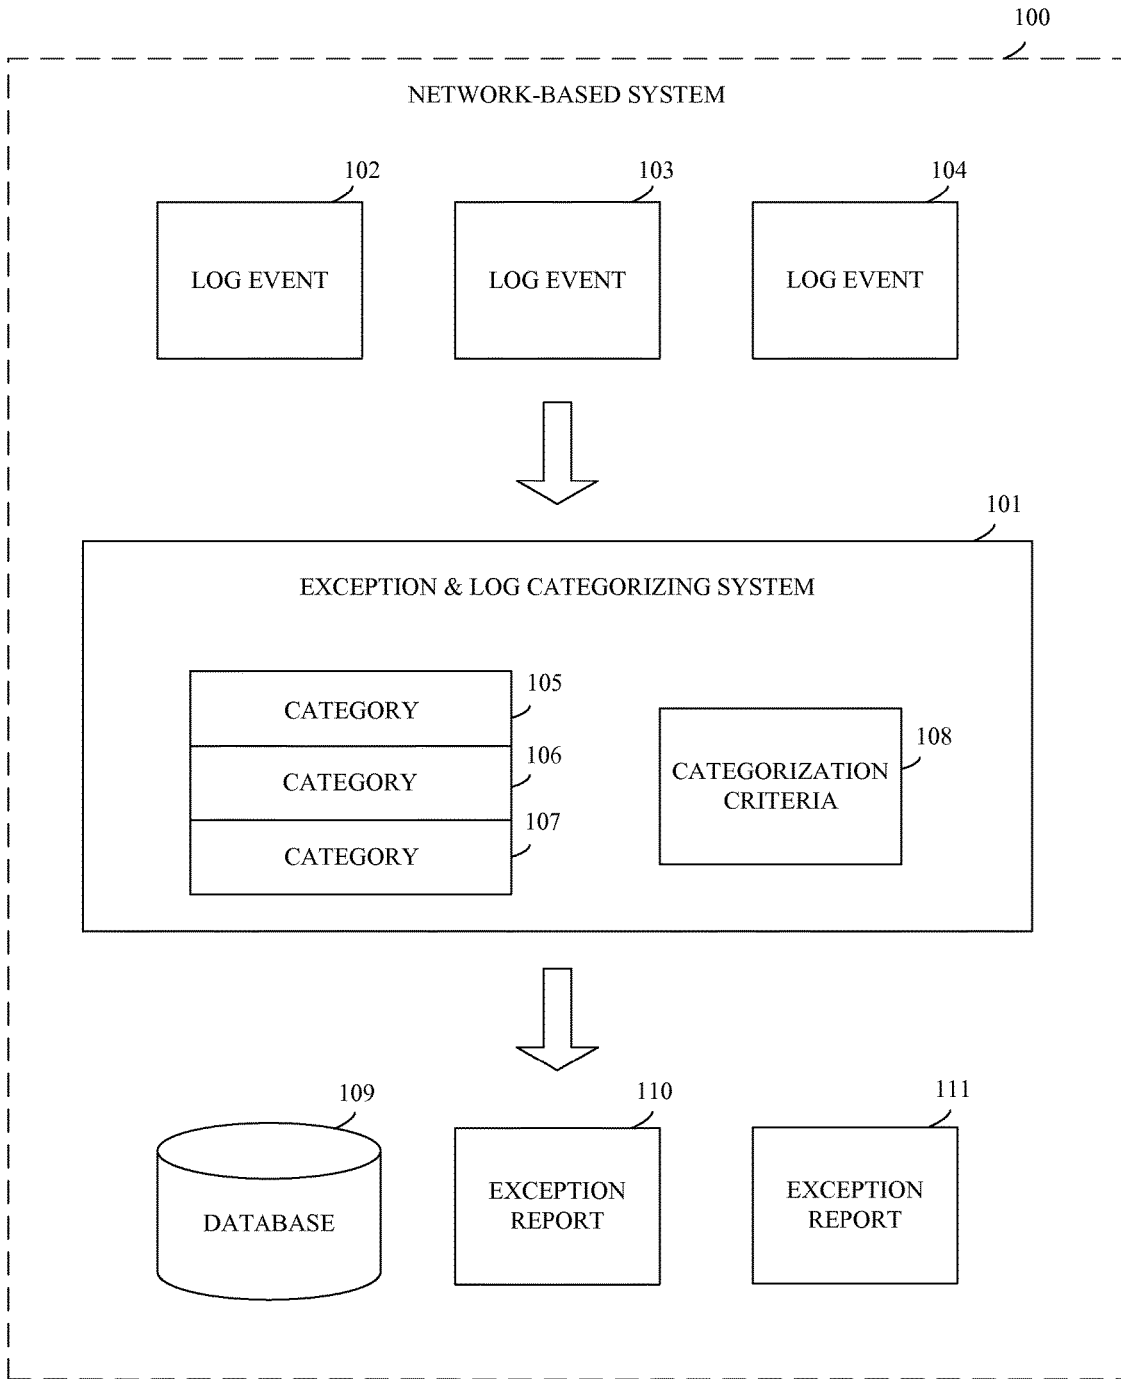 100
NETWORK-BASED SYSTEM
102
103
104
LOG EVENT
LOG EVENT
LOG EVENT
101
EXCEPTION & LOG CATEGORIZING SYSTEM
105
CATEGORY
106
CATEGORY
107
CATEGORY
108
CATEGORIZATION
CRITERIA
109
110
111
DATABASE
EXCEPTION
REPORT
EXCEPTION
REPORT